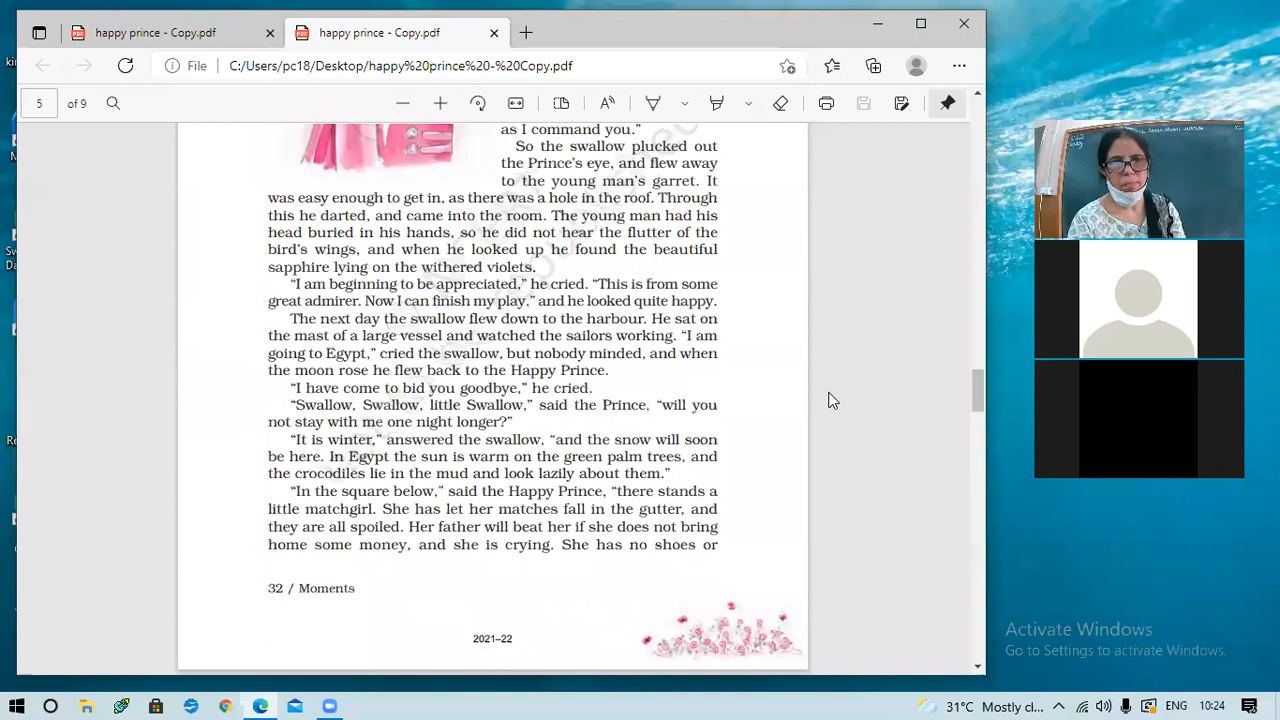 happy prince - Copy.pdf
happy prince - Copy.pdf
File C:/Users/pc18/Desktop/happy%20prince%20-%20Copy.pdf
5 of 9
as I command you.”
So the swallow plucked out
the Prince’s eye, and flew away
to the young man’s garret. It
was easy enough to get in, as there was a hole in the roof. Through
this he darted, and came into the room. The young man had his
head buried in his hands, so he did not hear the flutter of the
bird’s wings, and when he looked up he found the beautiful
sapphire lying on the withered violets.
“I am beginning to be appreciated,” he cried. “This is from some
great admirer. Now I can finish my play,” and he looked quite happy.
The next day the swallow flew down to the harbour. He sat on
the mast of a large vessel and watched the sailors working. “I am
going to Egypt,” cried the swallow, but nobody minded, and when
the moon rose he flew back to the Happy Prince.
“I have come to bid you goodbye,” he cried.
“Swallow, Swallow, little Swallow,” said the Prince, “will you
not stay with me one night longer?”
“It is winter,” answered the swallow, “and the snow will soon
be here. In Egypt the sun is warm on the green palm trees, and
the crocodiles lie in the mud and look lazily about them.”
“In the square below,” said the Happy Prince, “there stands a
little matchgirl. She has let her matches fall in the gutter, and
they are all spoiled. Her father will beat her if she does not bring
home some money, and she is crying. She has no shoes or
32 / Moments
2021–22
Activate Windows
Go to Settings to activate Windows.
31°C Mostly cl... ENG 10:24